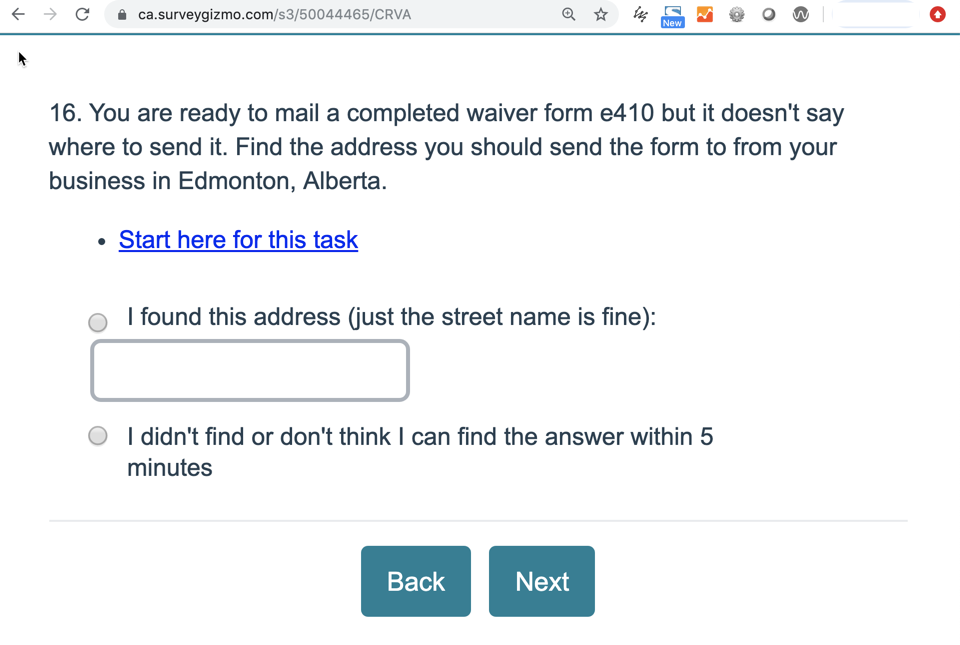 ca.surveygizmo.com/s3/50044465/CRVA
New
16. You are ready to mail a completed waiver form e410 but it doesn't say
where to send it. Find the address you should send the form to from your
business in Edmonton, Alberta.
• Start here for this task
I found this address (just the street name is fine):
I didn't find or don't think I can find the answer within 5
minutes
Back Next